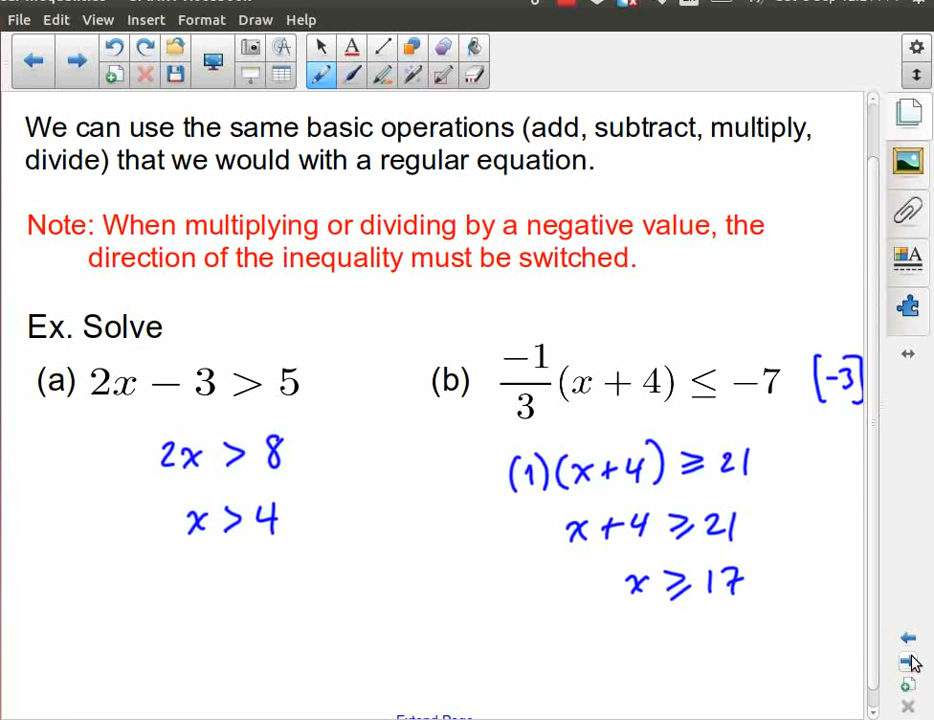 File Edit View Insert Format Draw Help
We can use the same basic operations (add, subtract, multiply,
divide) that we would with a regular equation.
Note: When multiplying or dividing by a negative value, the
direction of the inequality must be switched.
Ex. Solve
(a) 2x − 3 > 5
2x > 8
x > 4
(b) \frac{-1}{3}(x + 4) ≤ −7 [-3]
(1)(x+4) ≥ 21
x+4 ≥ 21
x ≥ 17
Extend Page